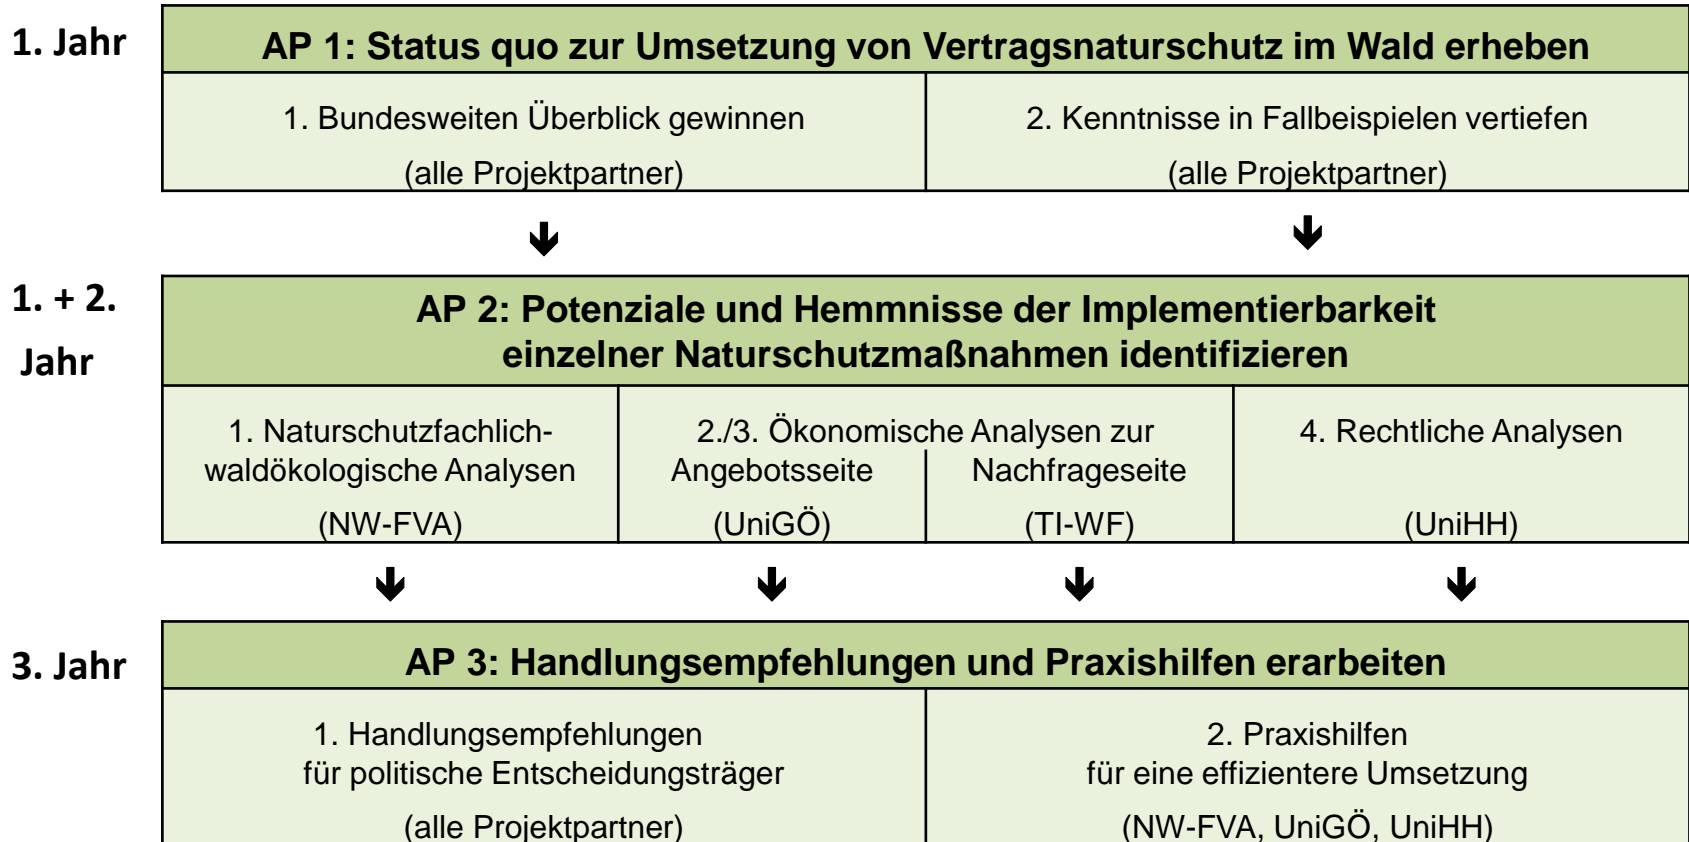 1. Jahr
AP 1: Status quo zur Umsetzung von Vertragsnaturschutz im Wald erheben
1. Bundesweiten Überblick gewinnen
(alle Projektpartner)
2. Kenntnisse in Fallbeispielen vertiefen
(alle Projektpartner)
1. + 2.
Jahr
AP 2: Potenziale und Hemmnisse der Implementierbarkeit
einzelner Naturschutzmaßnahmen identifizieren
1. Naturschutzfachlich-
waldökologische Analysen
(NW-FVA)
2./3. Ökonomische Analysen zur
Angebotsseite
(UniGÖ)
Nachfrageseite
(TI-WF)
4. Rechtliche Analysen
(UniHH)
3. Jahr
AP 3: Handlungsempfehlungen und Praxishilfen erarbeiten
1. Handlungsempfehlungen
für politische Entscheidungsträger
(alle Projektpartner)
2. Praxishilfen
für eine effizientere Umsetzung
(NW-FVA, UniGÖ, UniHH)